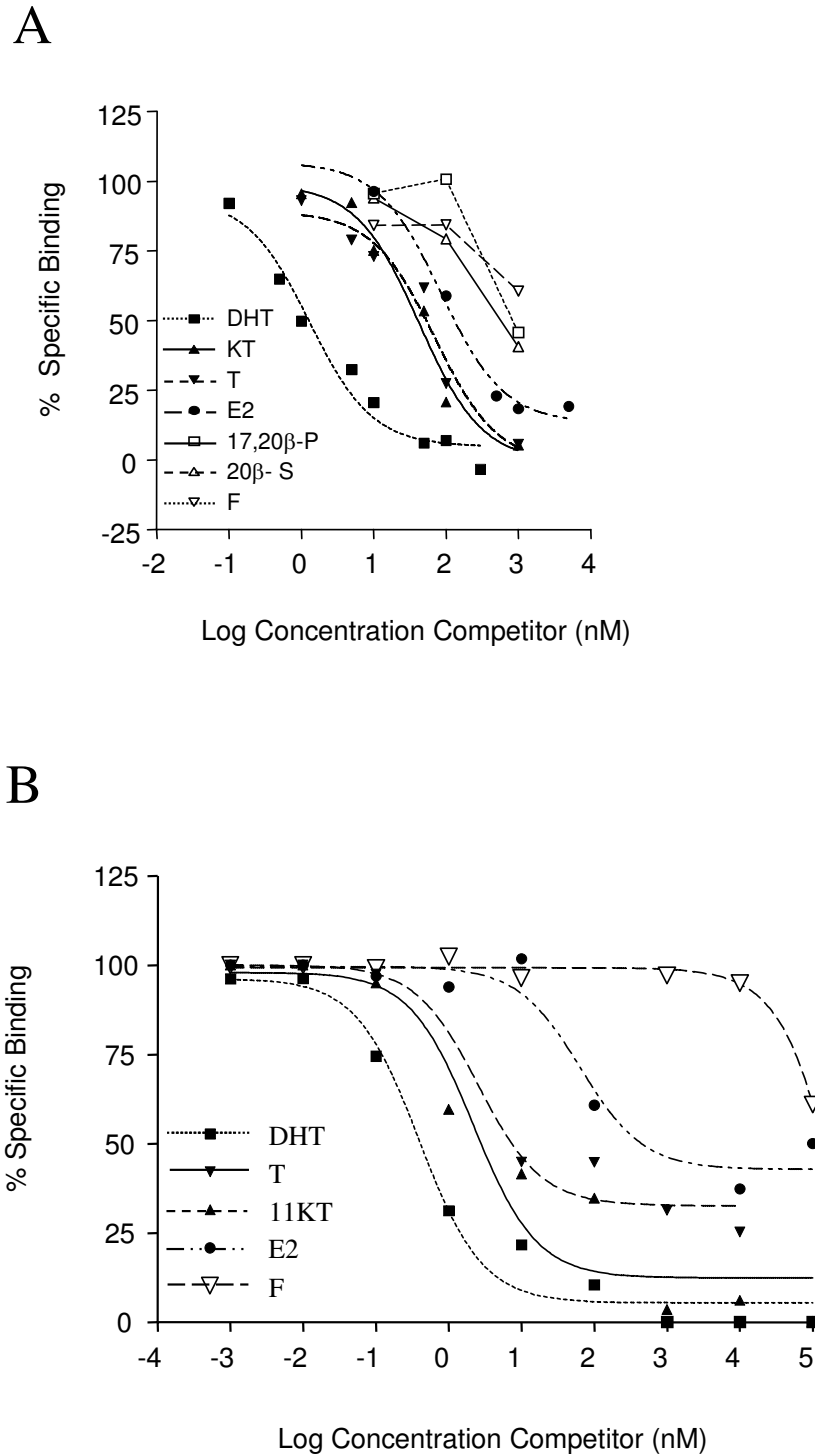 A
125
100
75
50
25
0
-25
% Specific Binding
DHT
KT
T
E2
17,20β-P
20β- S
F
-2 -1 0 1 2 3 4
Log Concentration Competitor (nM)
B
125
100
75
50
25
0
% Specific Binding
DHT
T
11KT
E2
F
-4 -3 -2 -1 0 1 2 3 4 5
Log Concentration Competitor (nM)